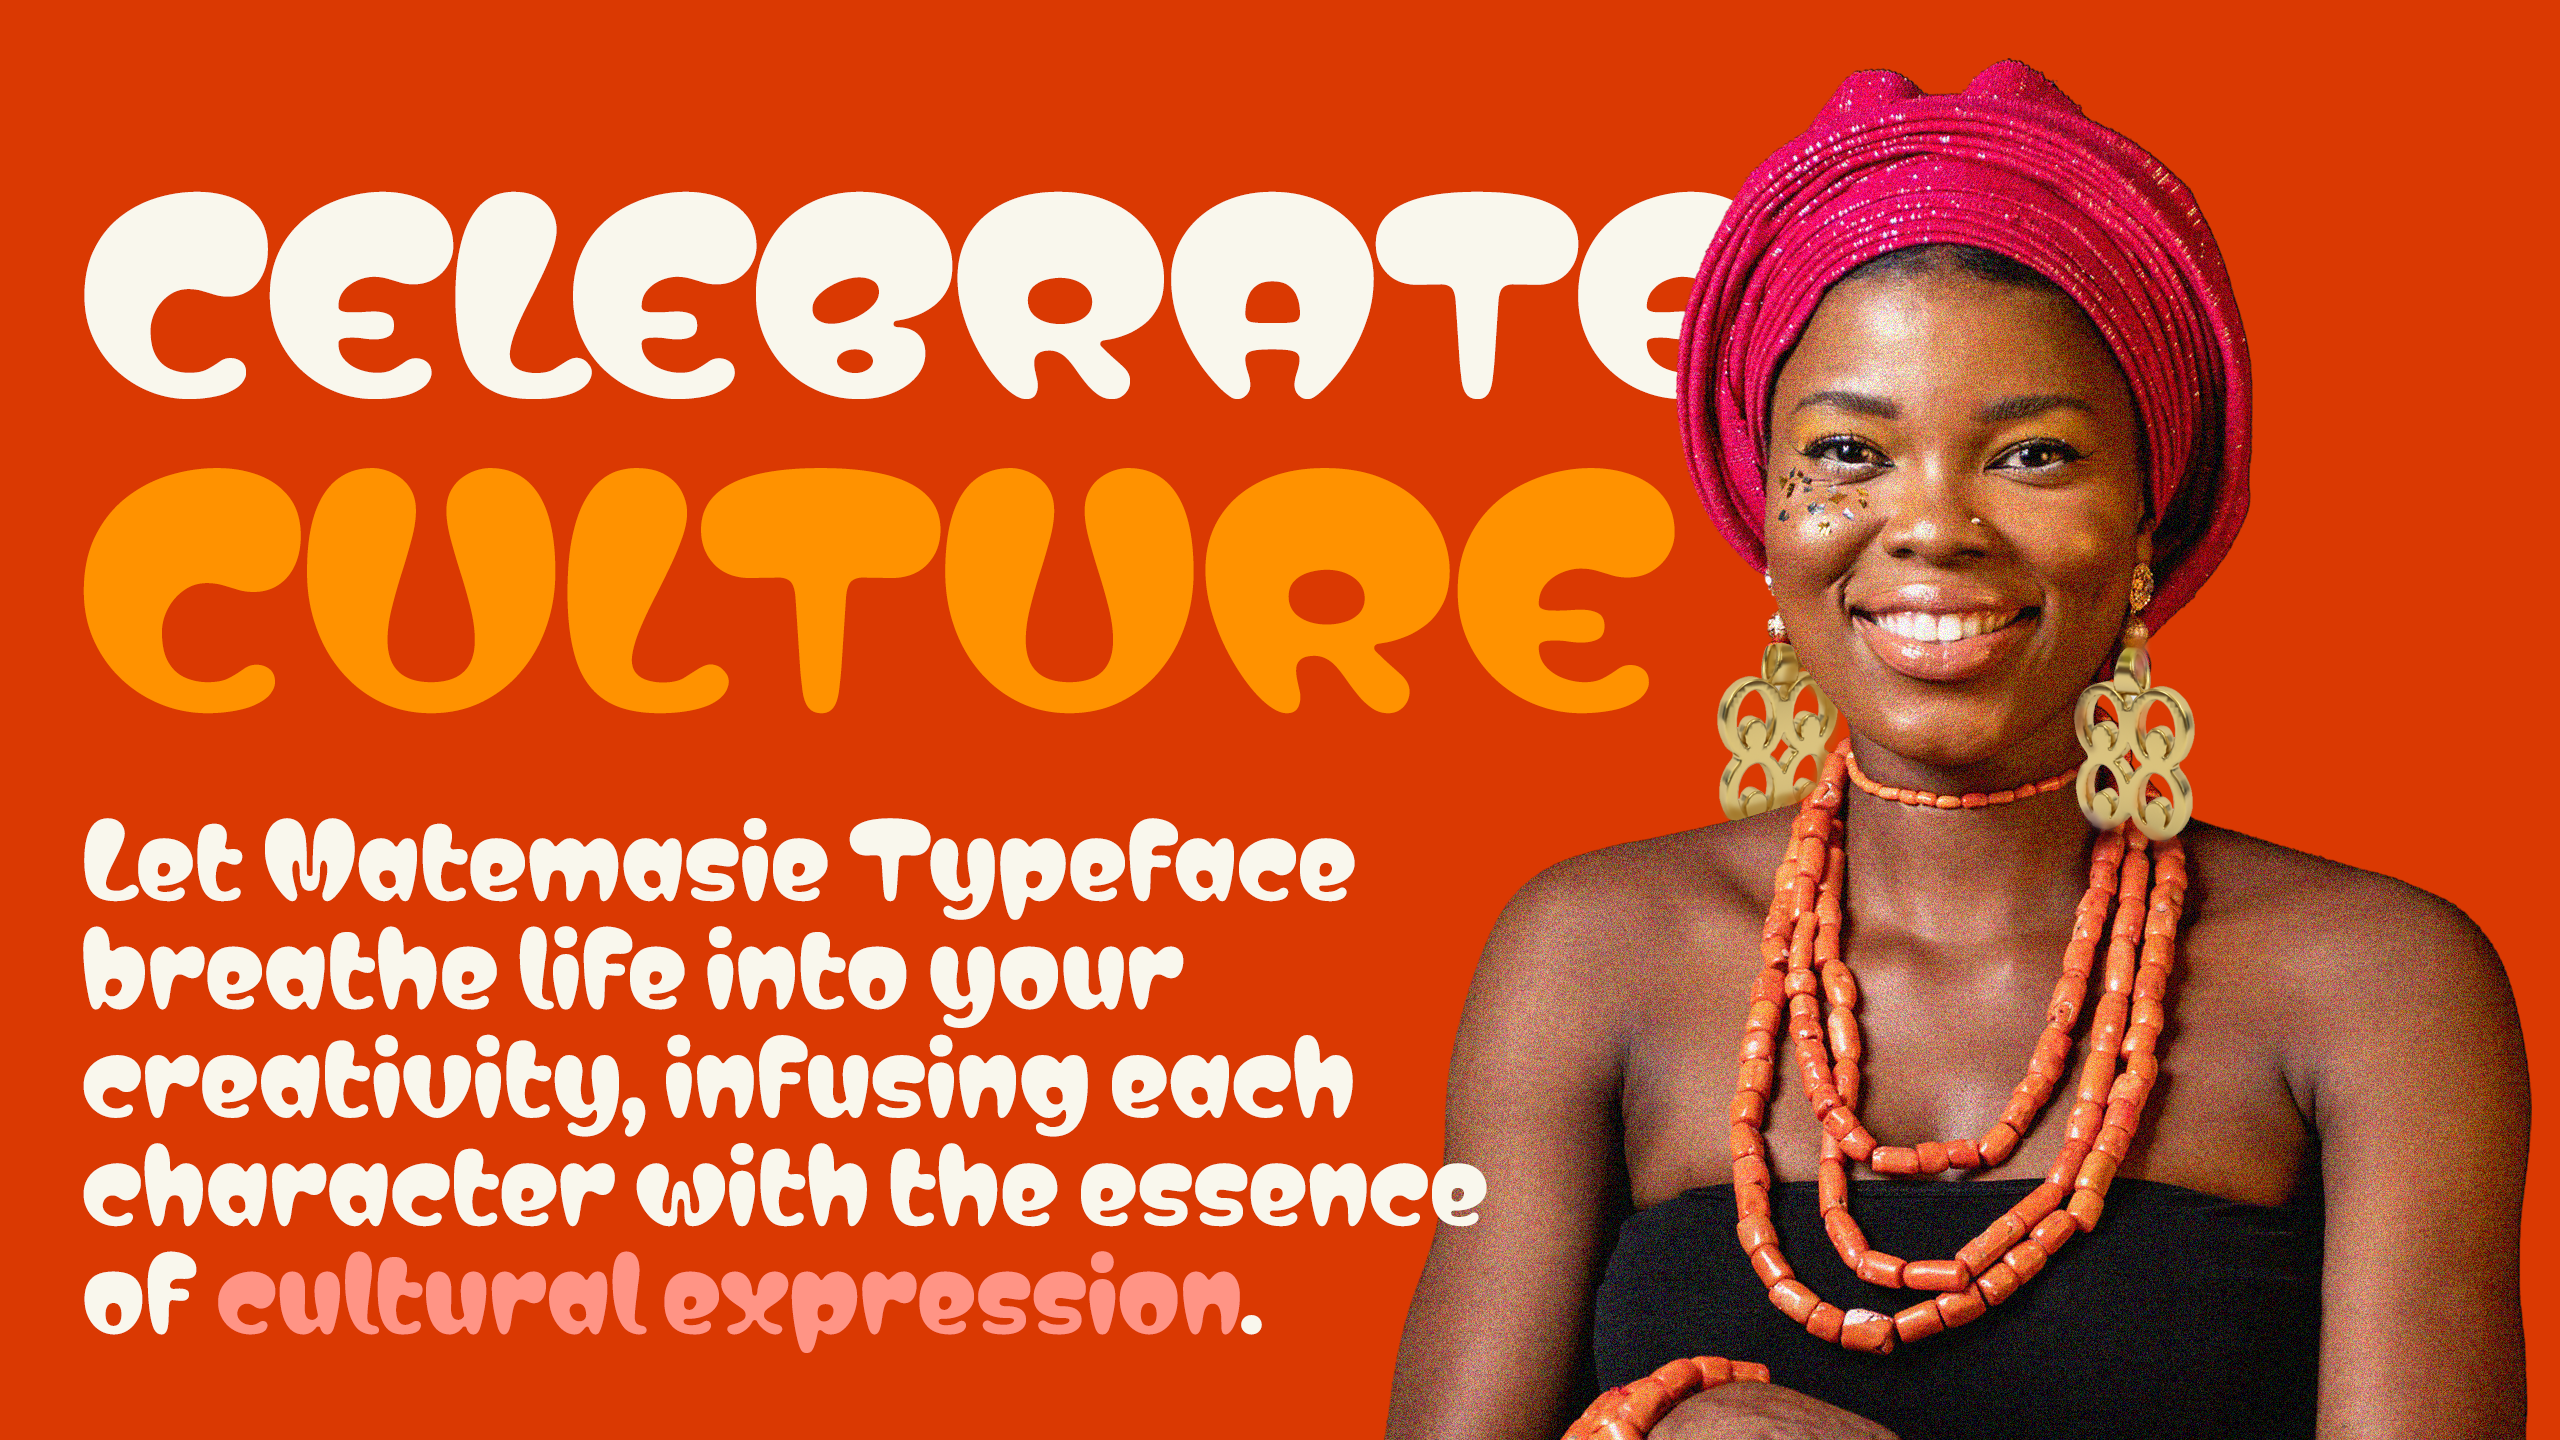 CELEBRATE
CULTURE
Let Matemasie Typeface
breathe life into your
creativity, infusing each
character with the essence
of cultural expression.